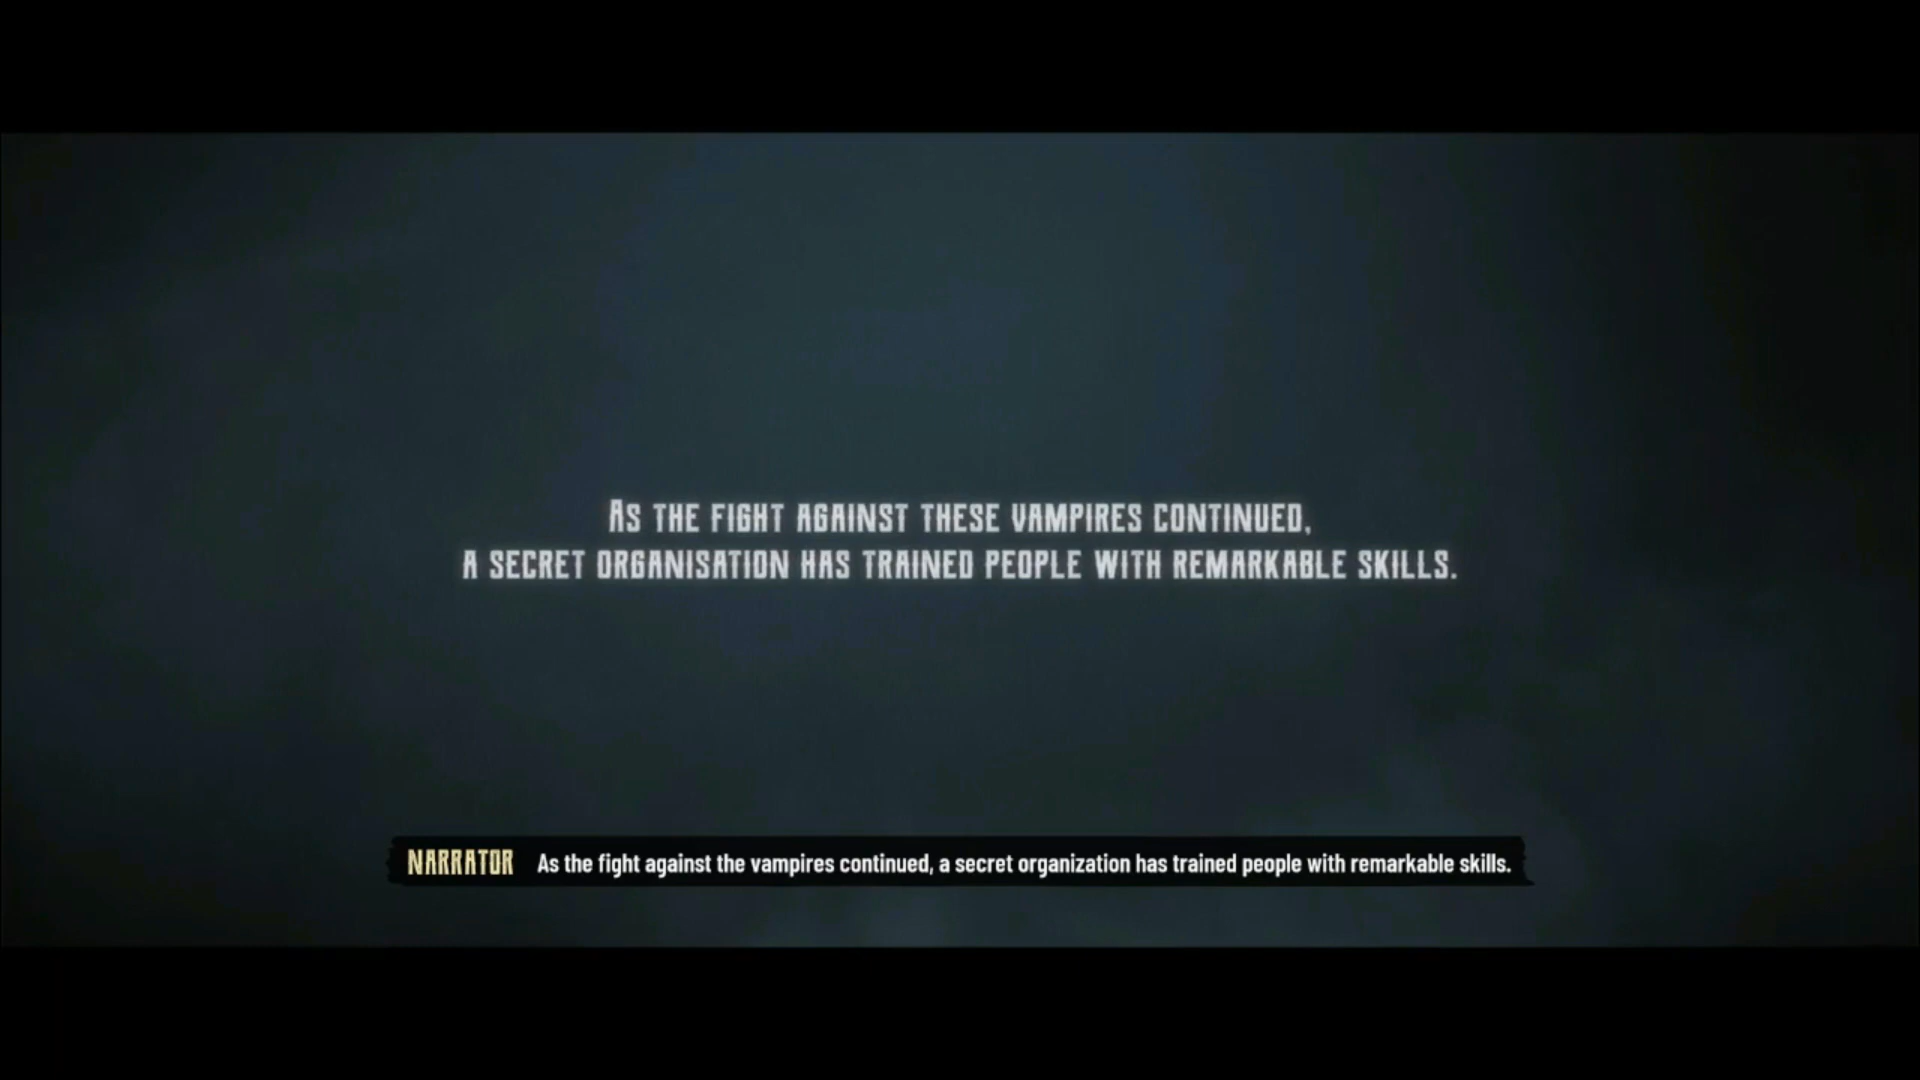 As the fight against these vampires continued,
a secret organisation has trained people with remarkable skills.
NARRATOR As the fight against the vampires continued, a secret organization has trained people with remarkable skills.